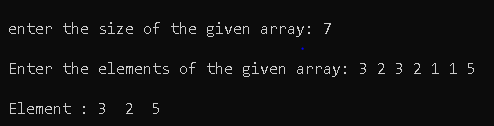 enter the size of the given array: 7
Enter the elements of the given array: 3 2 3 2 1 1 5
Element : 3  2  5